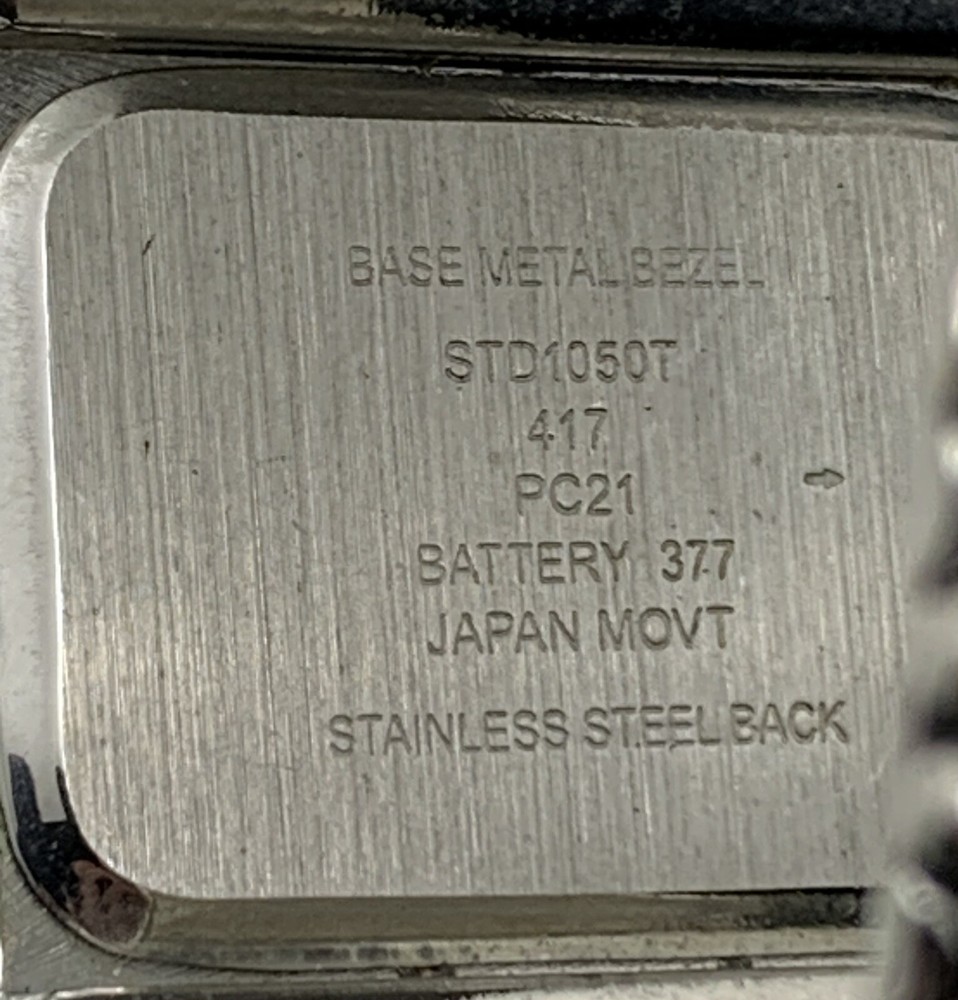 BASE METAL BEZEL
STD1050T
417
PC21
BATTERY 377
JAPAN MOVT
STAINLESS STEEL BACK